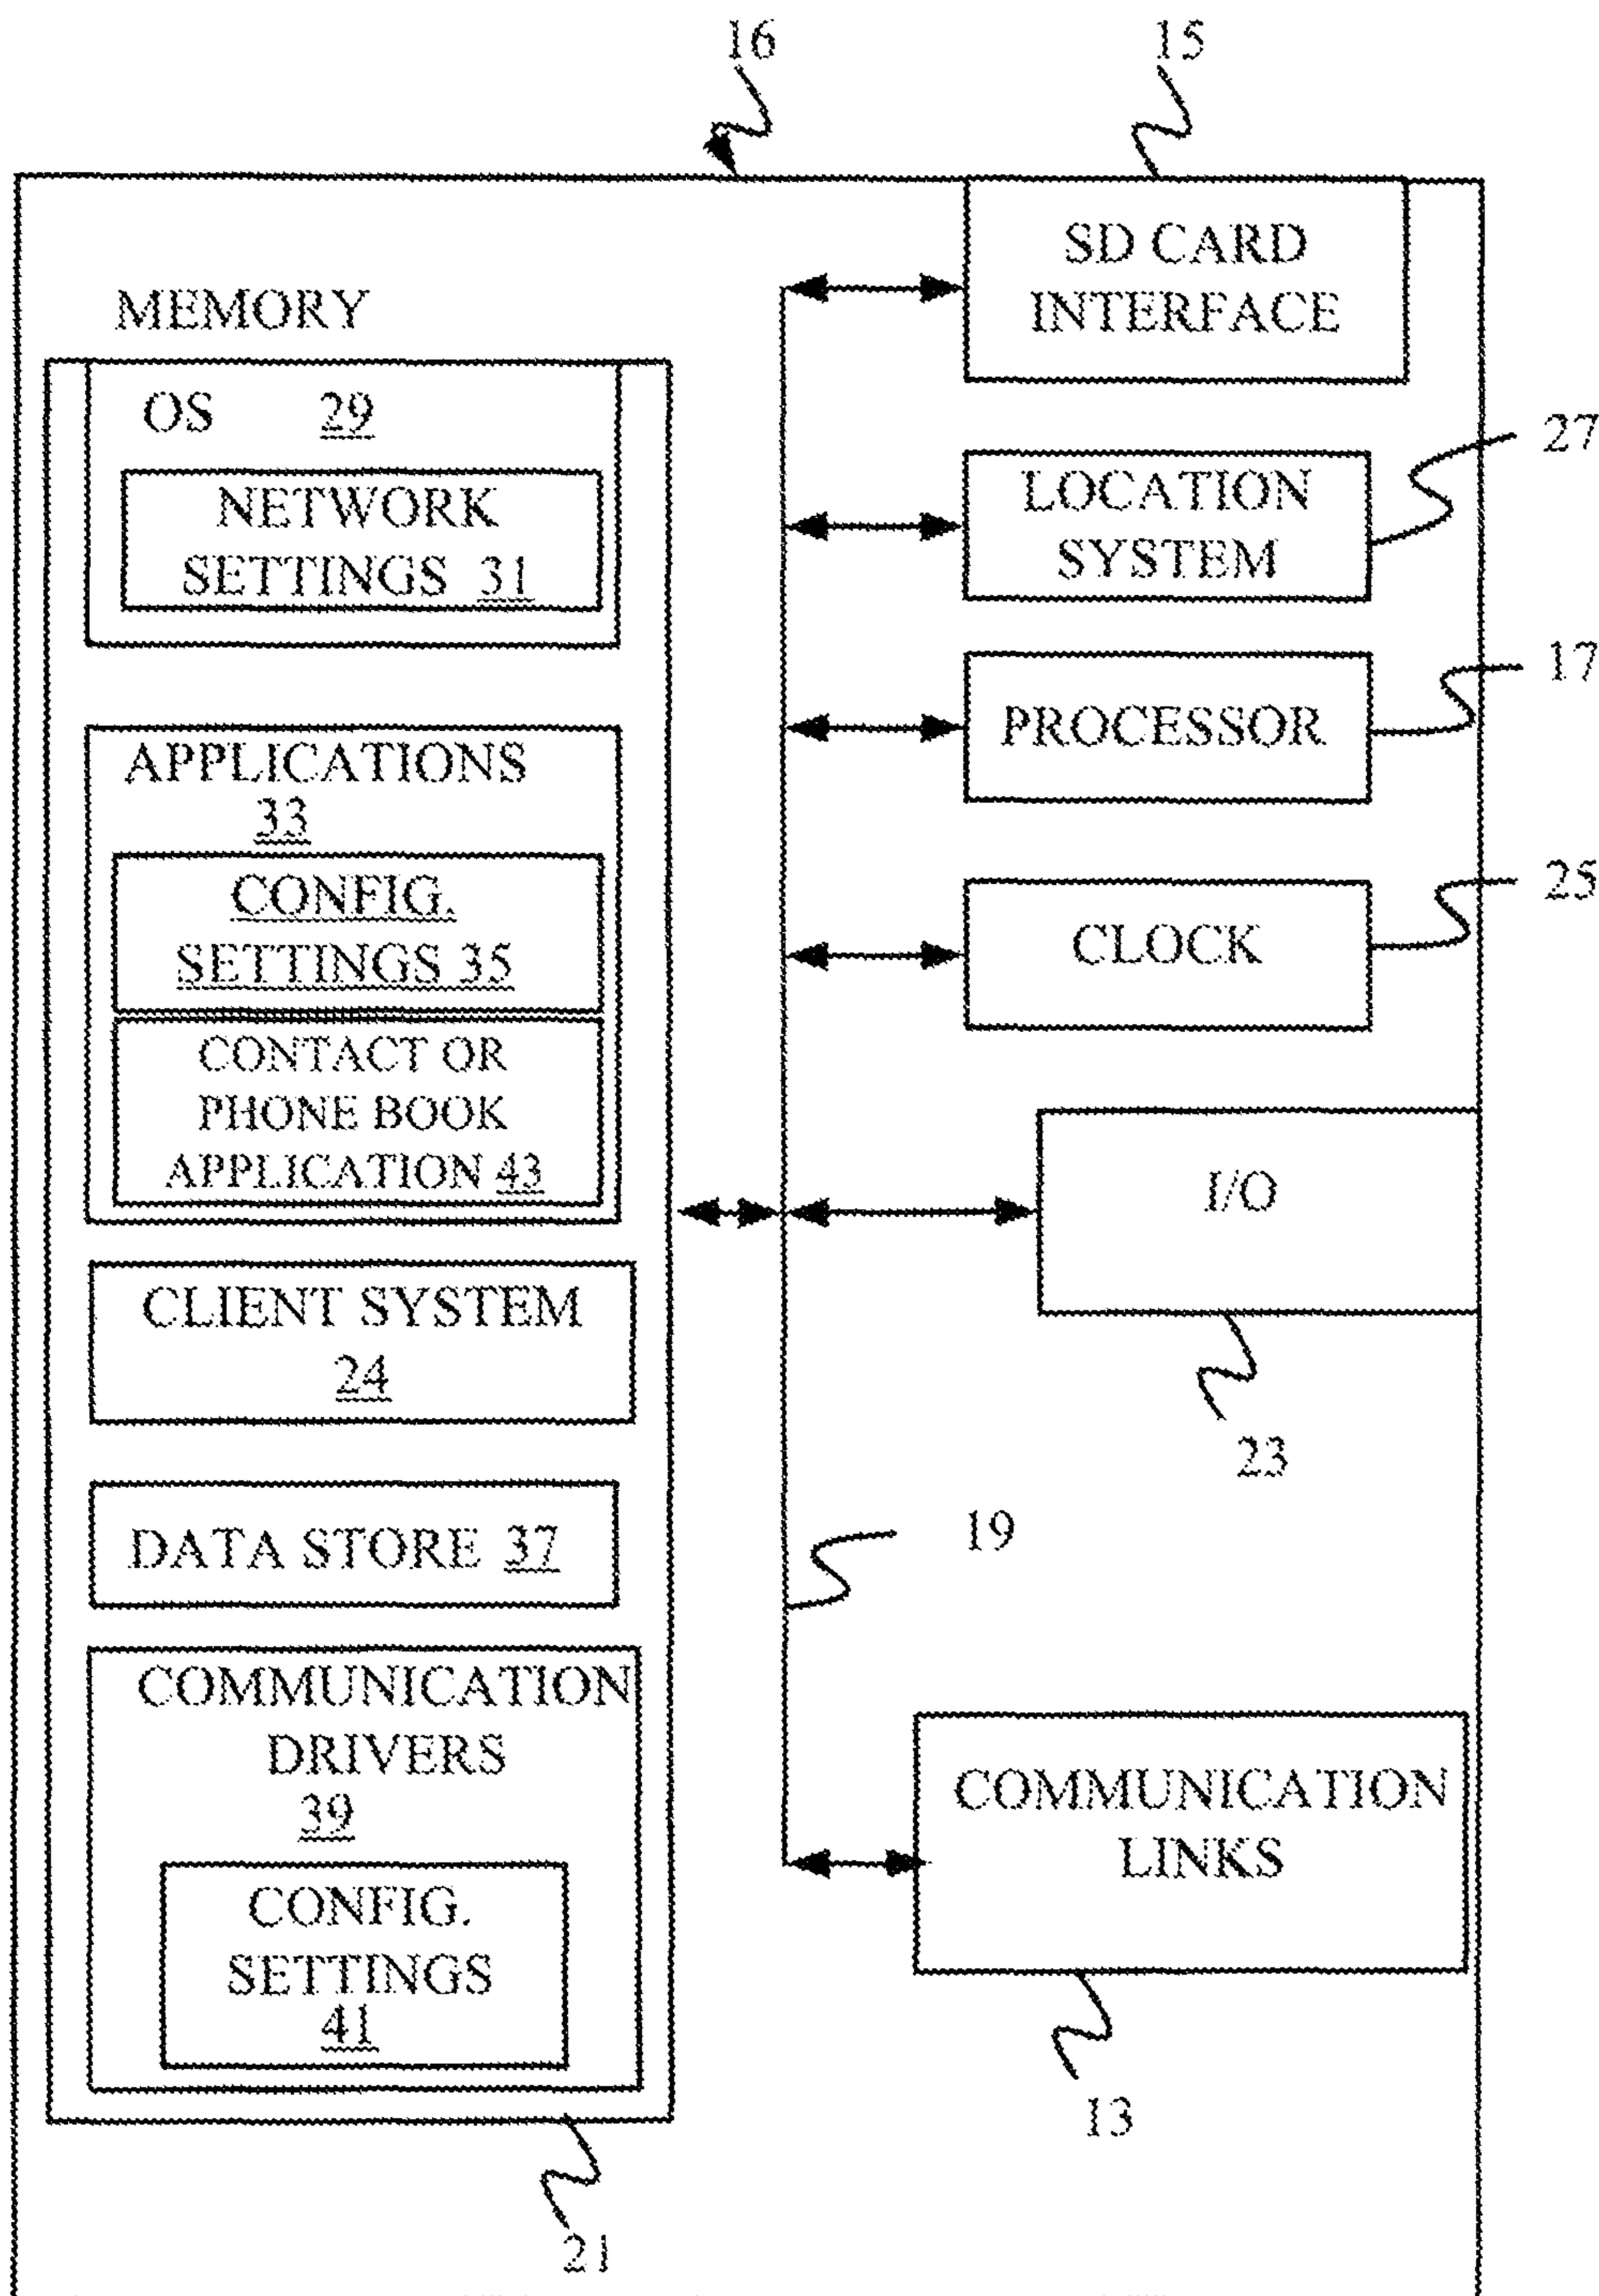 16
15
MEMORY
OS 29
NETWORK
SETTINGS 31
APPLICATIONS
33
CONFIG.
SETTINGS 35
CONTACT OR
PHONE BOOK
APPLICATION 43
CLIENT SYSTEM
24
DATA STORE 37
COMMUNICATION
DRIVERS
39
CONFIG.
SETTINGS
41
21
SD CARD
INTERFACE
LOCATION
SYSTEM
27
PROCESSOR
17
CLOCK
25
I/O
23
19
COMMUNICATION
LINKS
13